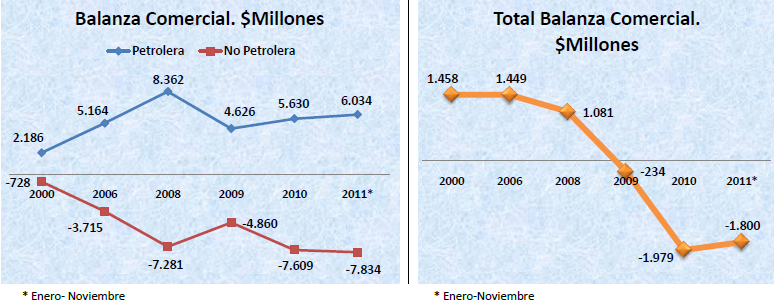 Balanza Comercial. $Millones
Petrolera No Petrolera
8.362
5.164
4.626
5.630
6.034
2.186
-728
2000 2006 2008 2009 2010 2011*
-3.715
-4.860
-7.281
-7.609
-7.834
* Enero- Noviembre
Total Balanza Comercial.
$Millones
1.458
1.449
1.081
-234
2000 2006 2008 2009 2010 2011*
-1.979
-1.800
* Enero-Noviembre